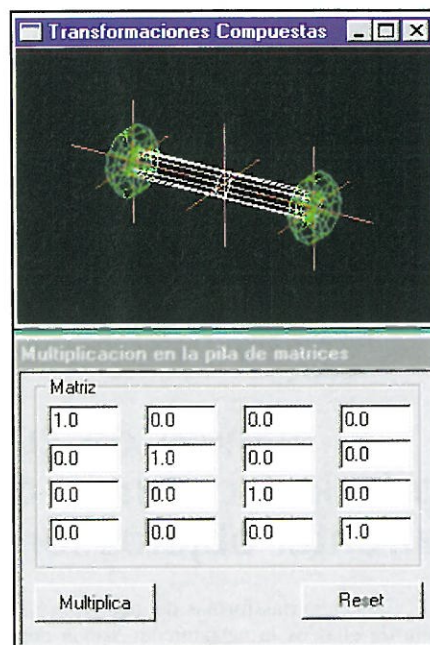 Transformaciones Compuestas
Multiplicacion en la pila de matrices
Matriz
1.0 0.0 0.0 0.0
0.0 1.0 0.0 0.0
0.0 0.0 1.0 0.0
0.0 0.0 0.0 1.0
Multiplica Reset